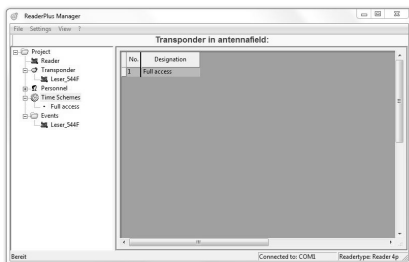 ReaderPlus Manager
File Settings View ?
Transponder in antennafield:
Project
Reader
Transponder
Leser_544F
Personnel
Time Schemes
Full access
Events
Leser_544F
No. Designation
1 Full access
Bereit Connected to: COM1 Readertype: Reader 4p